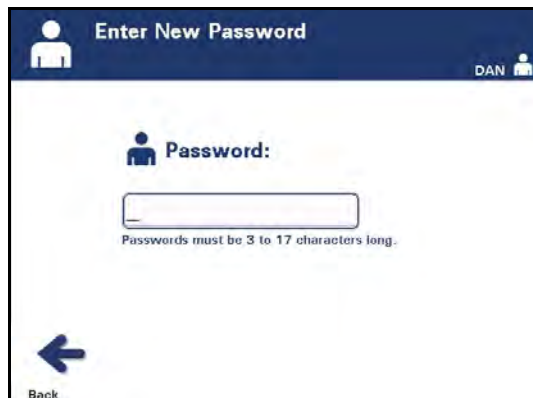 Enter New Password
DAN
Password:
_
Passwords must be 3 to 17 characters long.
Back